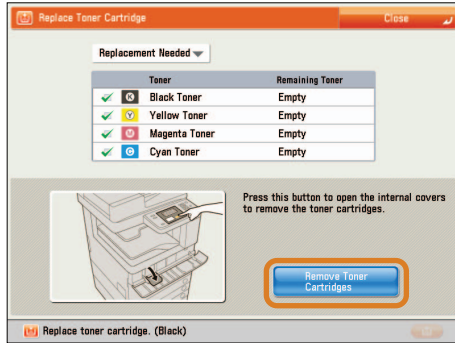 Replace Toner Cartridge
Close
Replacement Needed
Toner Remaining Toner
K Black Toner Empty
Y Yellow Toner Empty
M Magenta Toner Empty
C Cyan Toner Empty
Press this button to open the internal covers
to remove the toner cartridges.
Remove Toner
Cartridges
Replace toner cartridge. (Black)